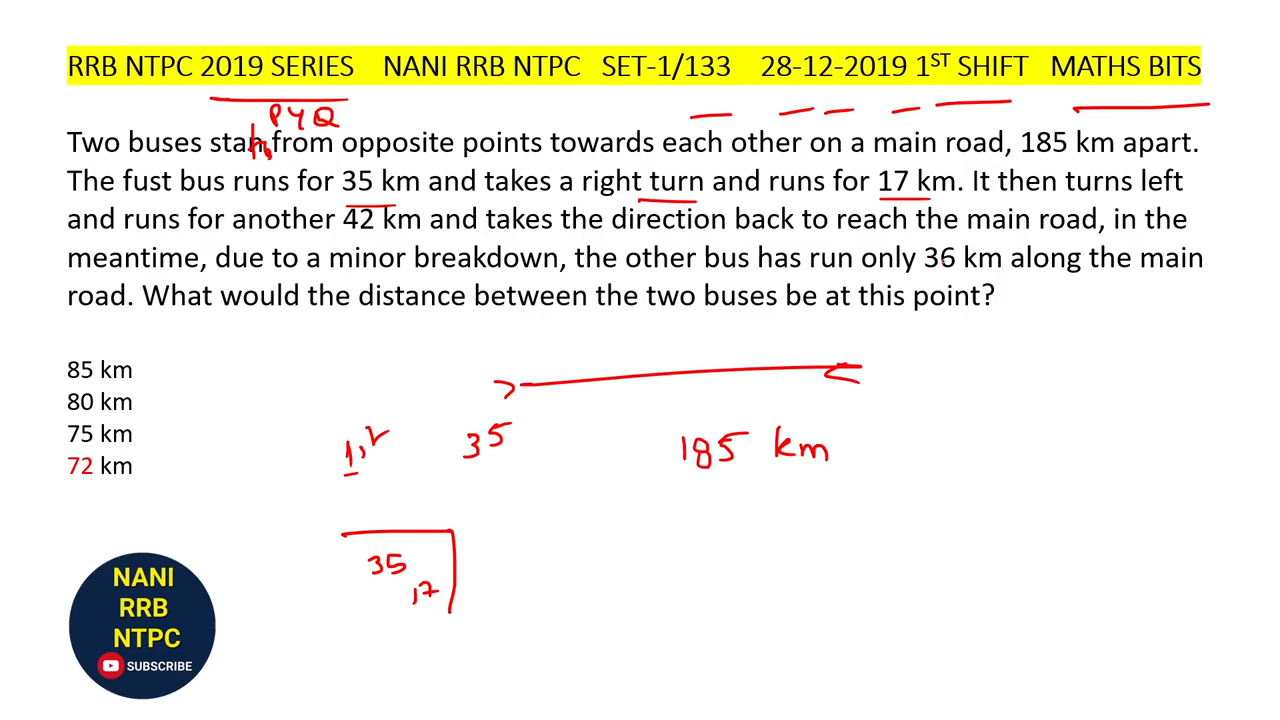 RRB NTPC 2019 SERIES NANI RRB NTPC SET-1/133 28-12-2019 1ST SHIFT MATHS BITS
PYQ
Two buses start from opposite points towards each other on a main road, 185 km apart.
The fust bus runs for 35 km and takes a right turn and runs for 17 km. It then turns left
and runs for another 42 km and takes the direction back to reach the main road, in the
meantime, due to a minor breakdown, the other bus has run only 36 km along the main
road. What would the distance between the two buses be at this point?
85 km
80 km
75 km
72 km
1,2 35 185 km
35
17
NANI
RRB
NTPC
SUBSCRIBE